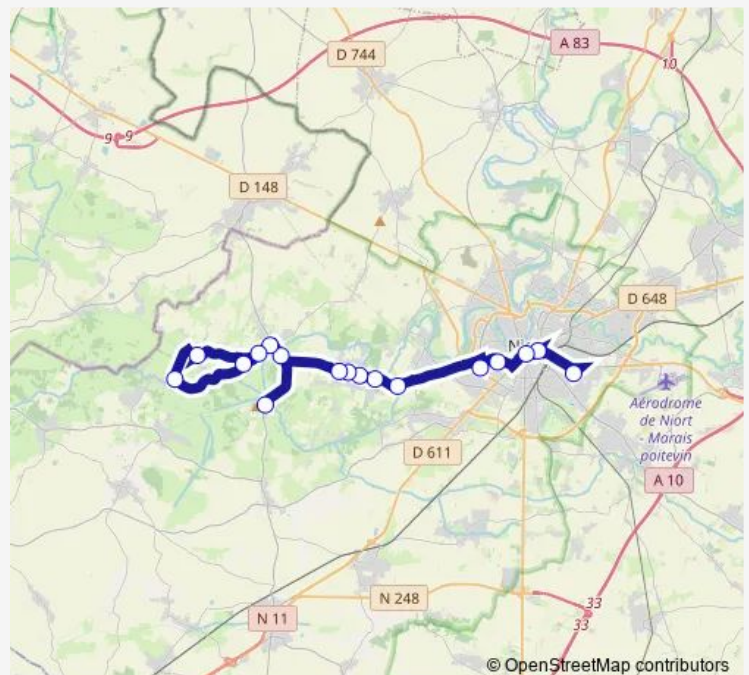 A 83
D 744
10
9
9
D 148
D 648
Ni
Aérodrome
de Niort
- Marais
poitevin
D 611
A 10
N 248
33
33
N 11
© OpenStreetMap contributors